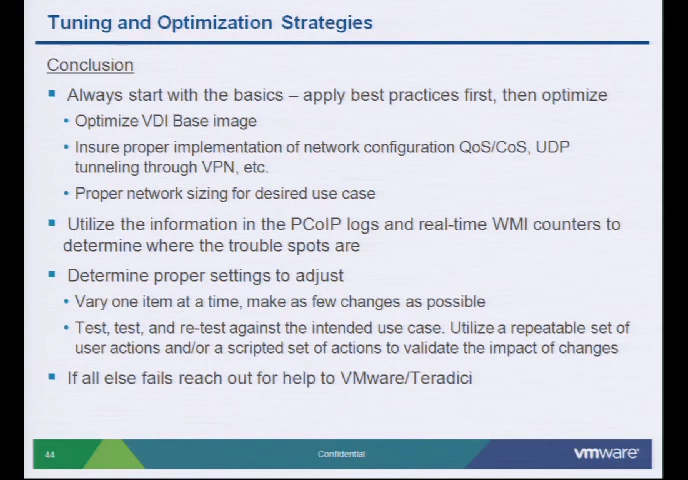 Tuning and Optimization Strategies
Conclusion
Always start with the basics – apply best practices first, then optimize
Optimize VDI Base image
Insure proper implementation of network configuration QoS/CoS, UDP
tunneling through VPN, etc.
Proper network sizing for desired use case
Utilize the information in the PCoIP logs and real-time WMI counters to
determine where the trouble spots are
Determine proper settings to adjust
Vary one item at a time, make as few changes as possible
Test, test, and re-test against the intended use case. Utilize a repeatable set of
user actions and/or a scripted set of actions to validate the impact of changes
If all else fails reach out for help to VMware/Teradici
44
Confidential
vmware